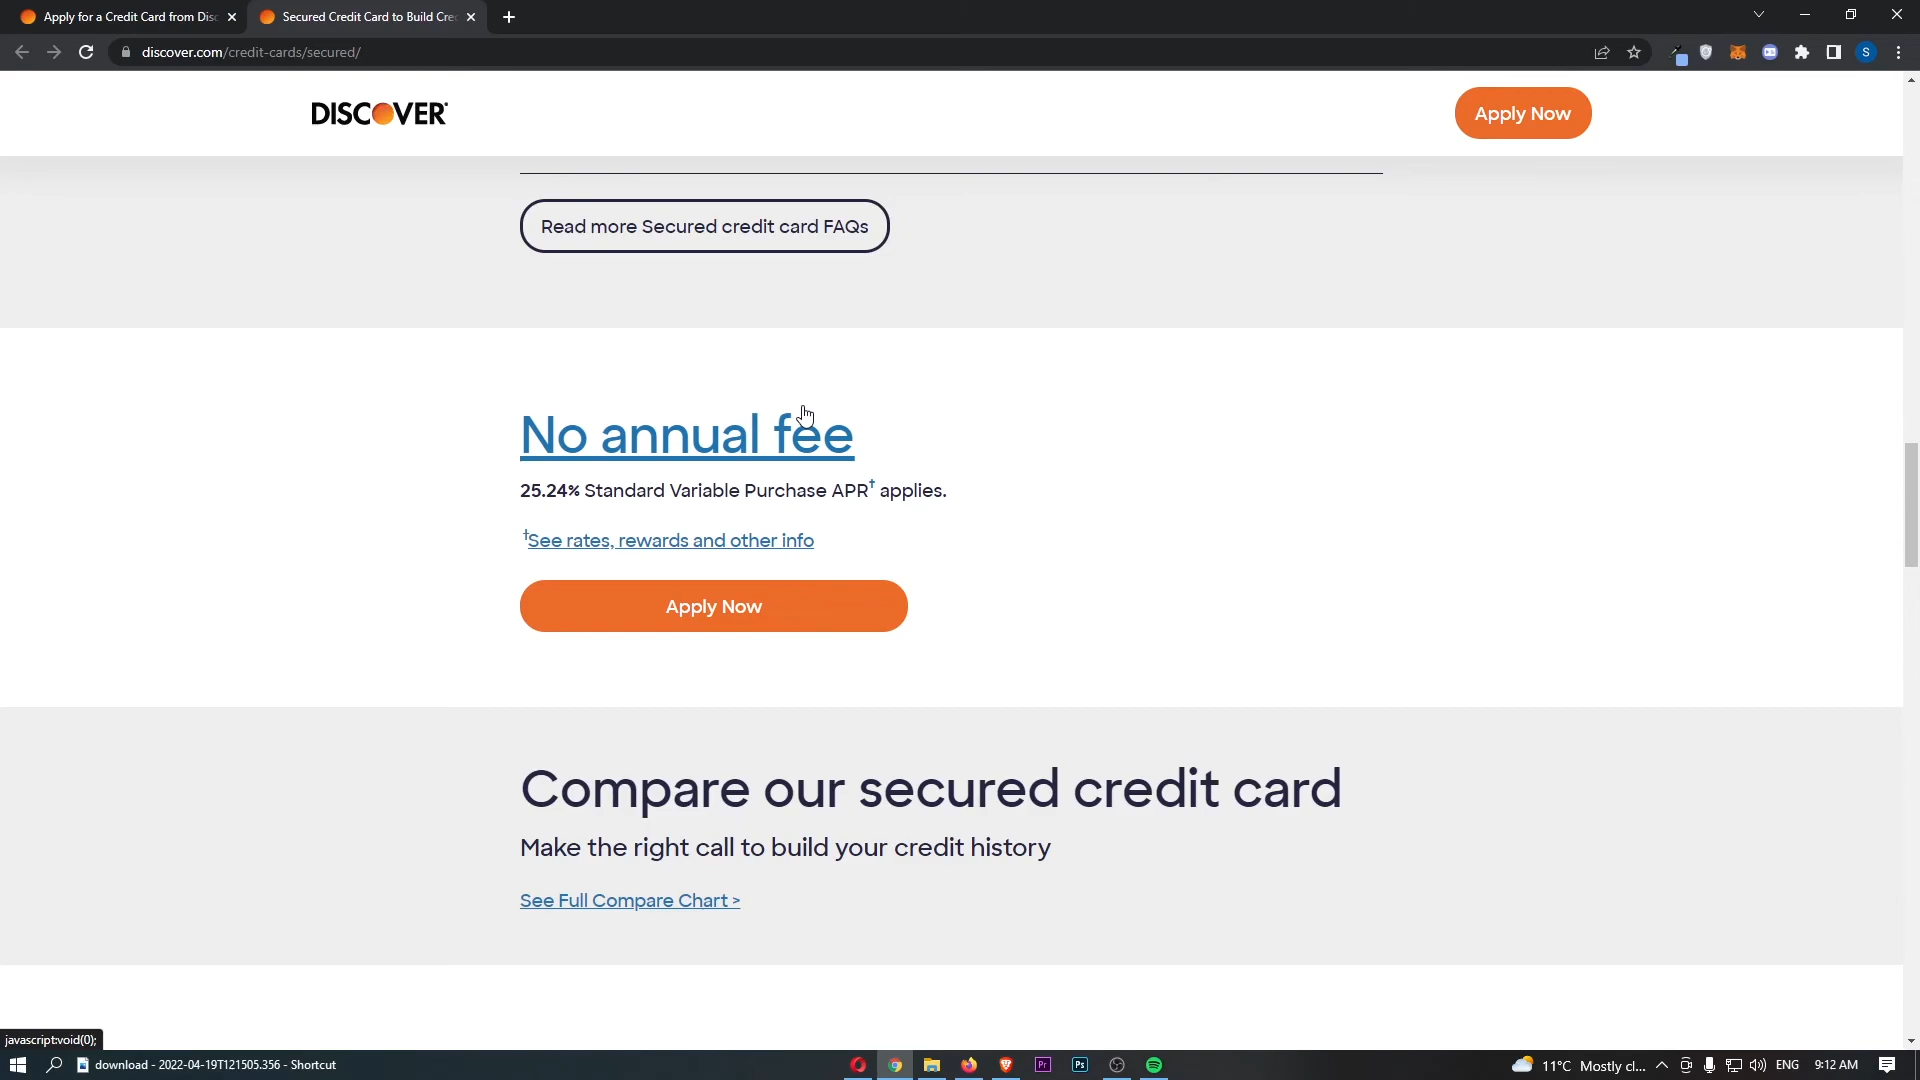 Apply for a Credit Card from Disc
Secured Credit Card to Build Cre
discover.com/credit-cards/secured/
S
DISCOVER
Apply Now
Read more Secured credit card FAQs
No annual fee
25.24% Standard Variable Purchase APR† applies.
†See rates, rewards and other info
Apply Now
Compare our secured credit card
Make the right call to build your credit history
See Full Compare Chart >
javascript:void(0);
download - 2022-04-19T121505.356 - Shortcut
Pr
Ps
11°C Mostly cl...
ENG
9:12 AM